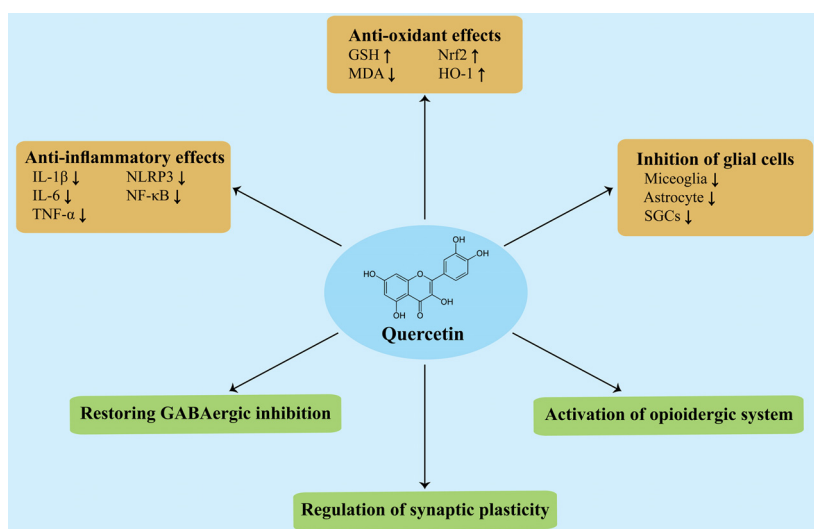 Anti-oxidant effects
GSH ↑ Nrf2 ↑
MDA ↓ HO-1 ↑
Anti-inflammatory effects
IL-1β ↓ NLRP3 ↓
IL-6 ↓ NF-κB ↓
TNF-α ↓
Inhition of glial cells
Miceoglia ↓
Astrocyte ↓
SGCs ↓
OH
OH
HO
O
OH
OH
O
Quercetin
Restoring GABAergic inhibition
Activation of opioidergic system
Regulation of synaptic plasticity